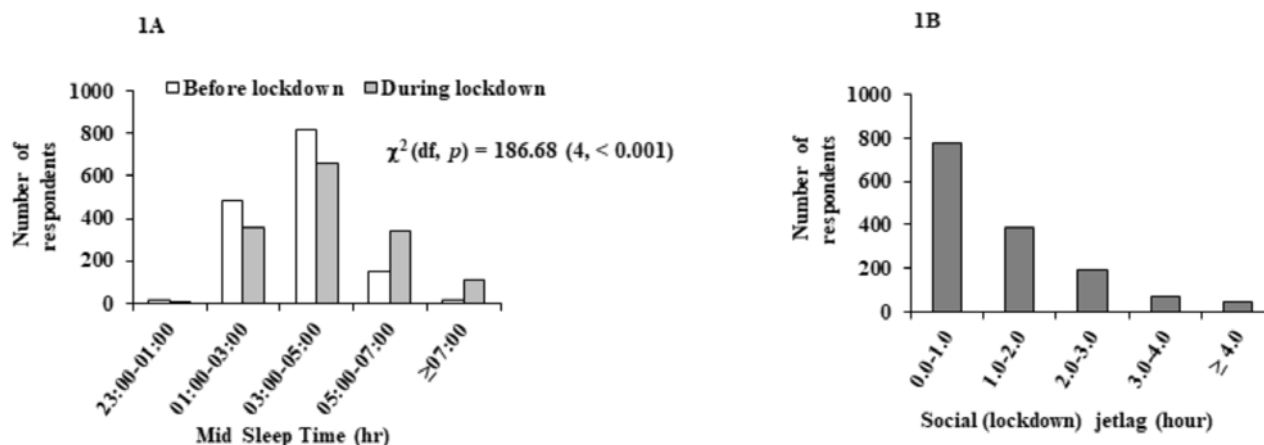 1A
Before lockdown During lockdown
χ² (df, p) = 186.68 (4, < 0.001)
Number of
respondents
1000
800
600
400
200
0
23:00-01:00
01:00-03:00
03:00-05:00
05:00-07:00
≥07:00
Mid Sleep Time (hr)
1B
Number of
respondents
1000
800
600
400
200
0
0.0-1.0
1.0-2.0
2.0-3.0
3.0-4.0
≥ 4.0
Social (lockdown) jetlag (hour)